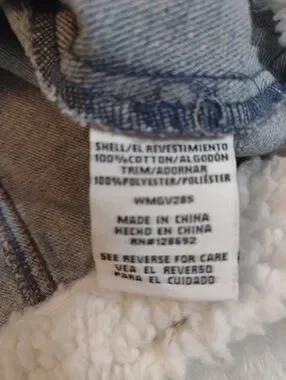 SHELL/EL REVESTIMIENTO
100%COTTON/ALGODÓN
TRIM/ADORNAR
100%POLYESTER/POLIÉSTER
WMGV285
MADE IN CHINA
HECHO EN CHINA
RN#128692
SEE REVERSE FOR CARE
VEA EL REVERSO
PARA EL CUIDADO